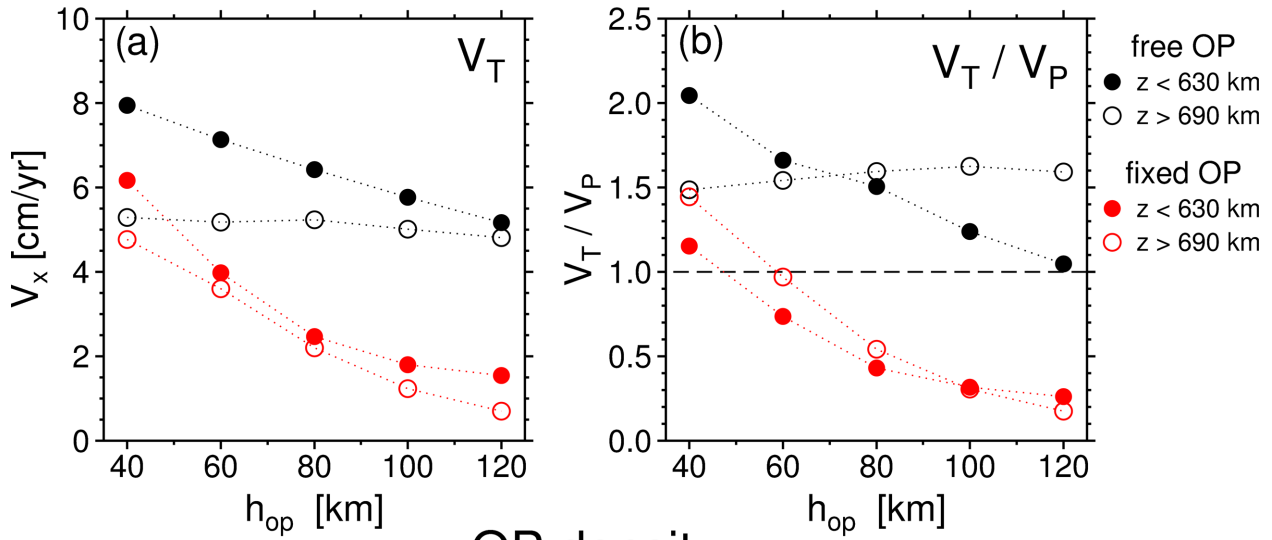 (a)
V_T
10
8
6
4
2
0
V_x [cm/yr]
40 60 80 100 120
h_op [km]
(b)
V_T / V_P
2.5
2.0
1.5
1.0
0.5
0.0
V_T / V_P
40 60 80 100 120
h_op [km]
free OP
z < 630 km
z > 690 km
fixed OP
z < 630 km
z > 690 km